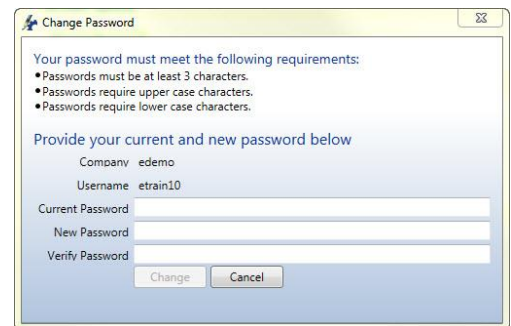 Change Password
Your password must meet the following requirements:
•Passwords must be at least 3 characters.
•Passwords require upper case characters.
•Passwords require lower case characters.
Provide your current and new password below
Company edemo
Username etrain10
Current Password
New Password
Verify Password
Change Cancel